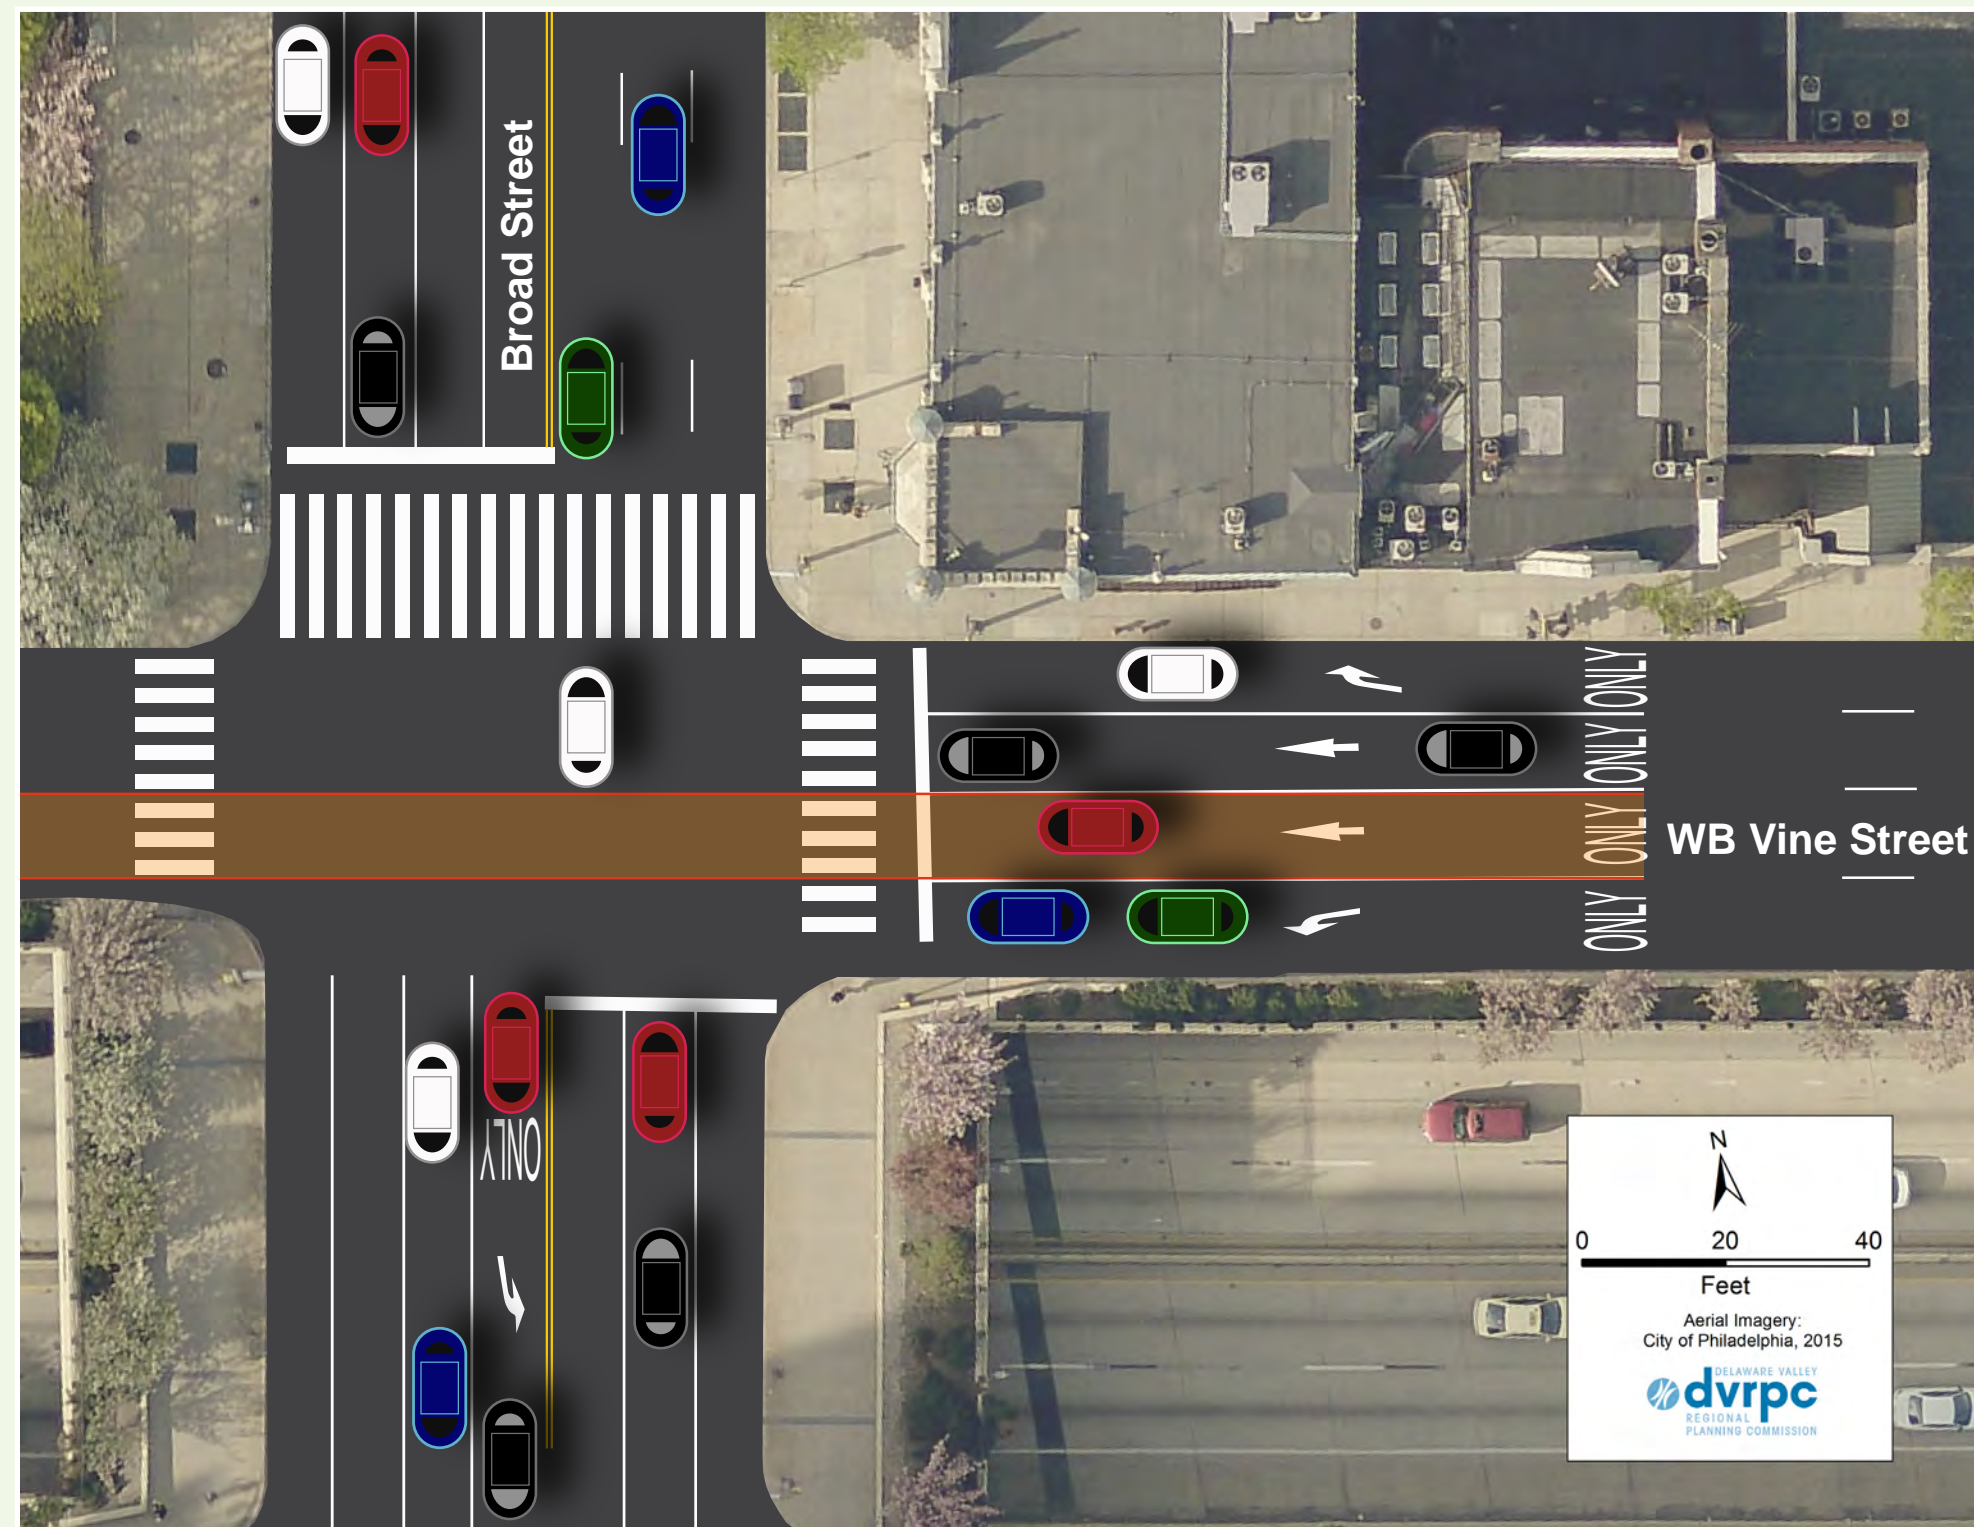 Broad Street
ONLY
ONLY
ONLY
ONLY
WB Vine Street
ONLY
N
0 20 40
Feet
Aerial Imagery:
City of Philadelphia, 2015
DELAWARE VALLEY
dvrpc
REGIONAL
PLANNING COMMISSION